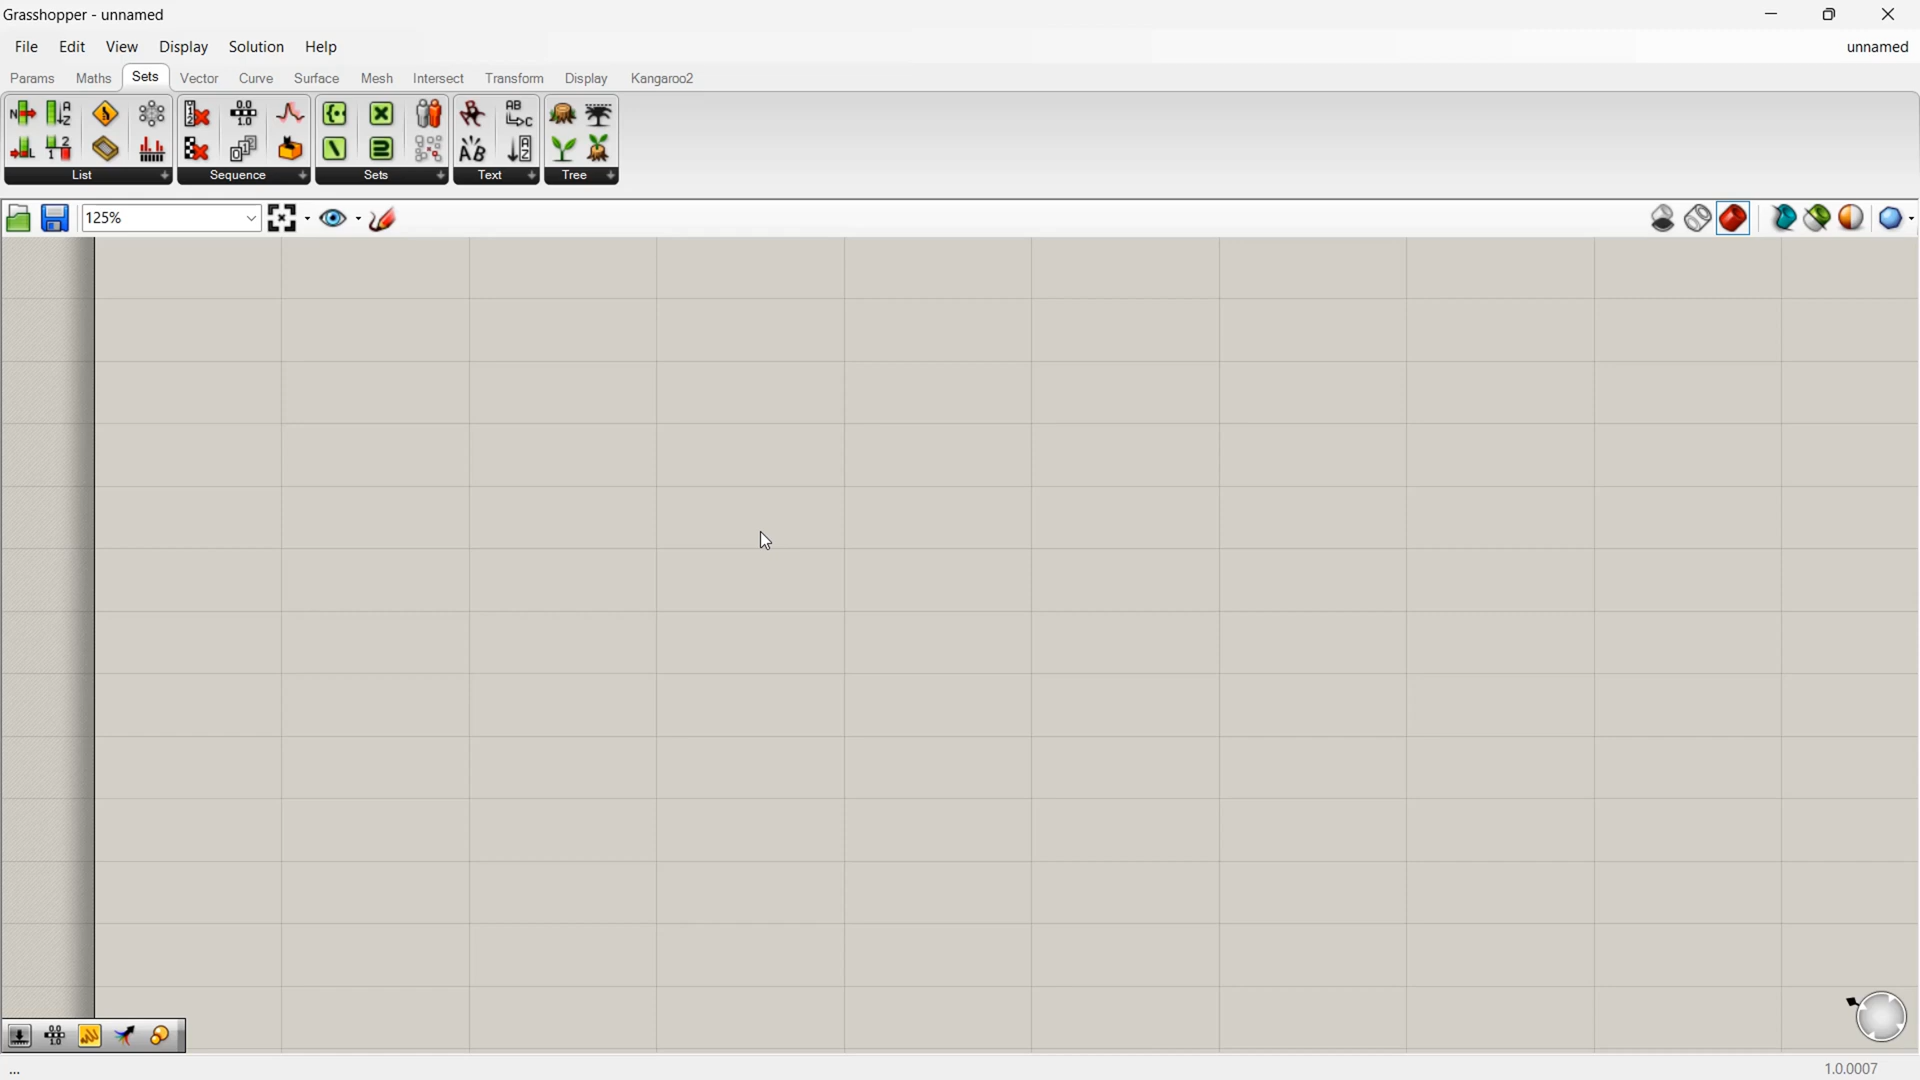 Grasshopper - unnamed
File Edit View Display Solution Help unnamed
Params Maths Sets Vector Curve Surface Mesh Intersect Transform Display Kangaroo2
List Sequence Sets Text Tree
125%
... 1.0.0007